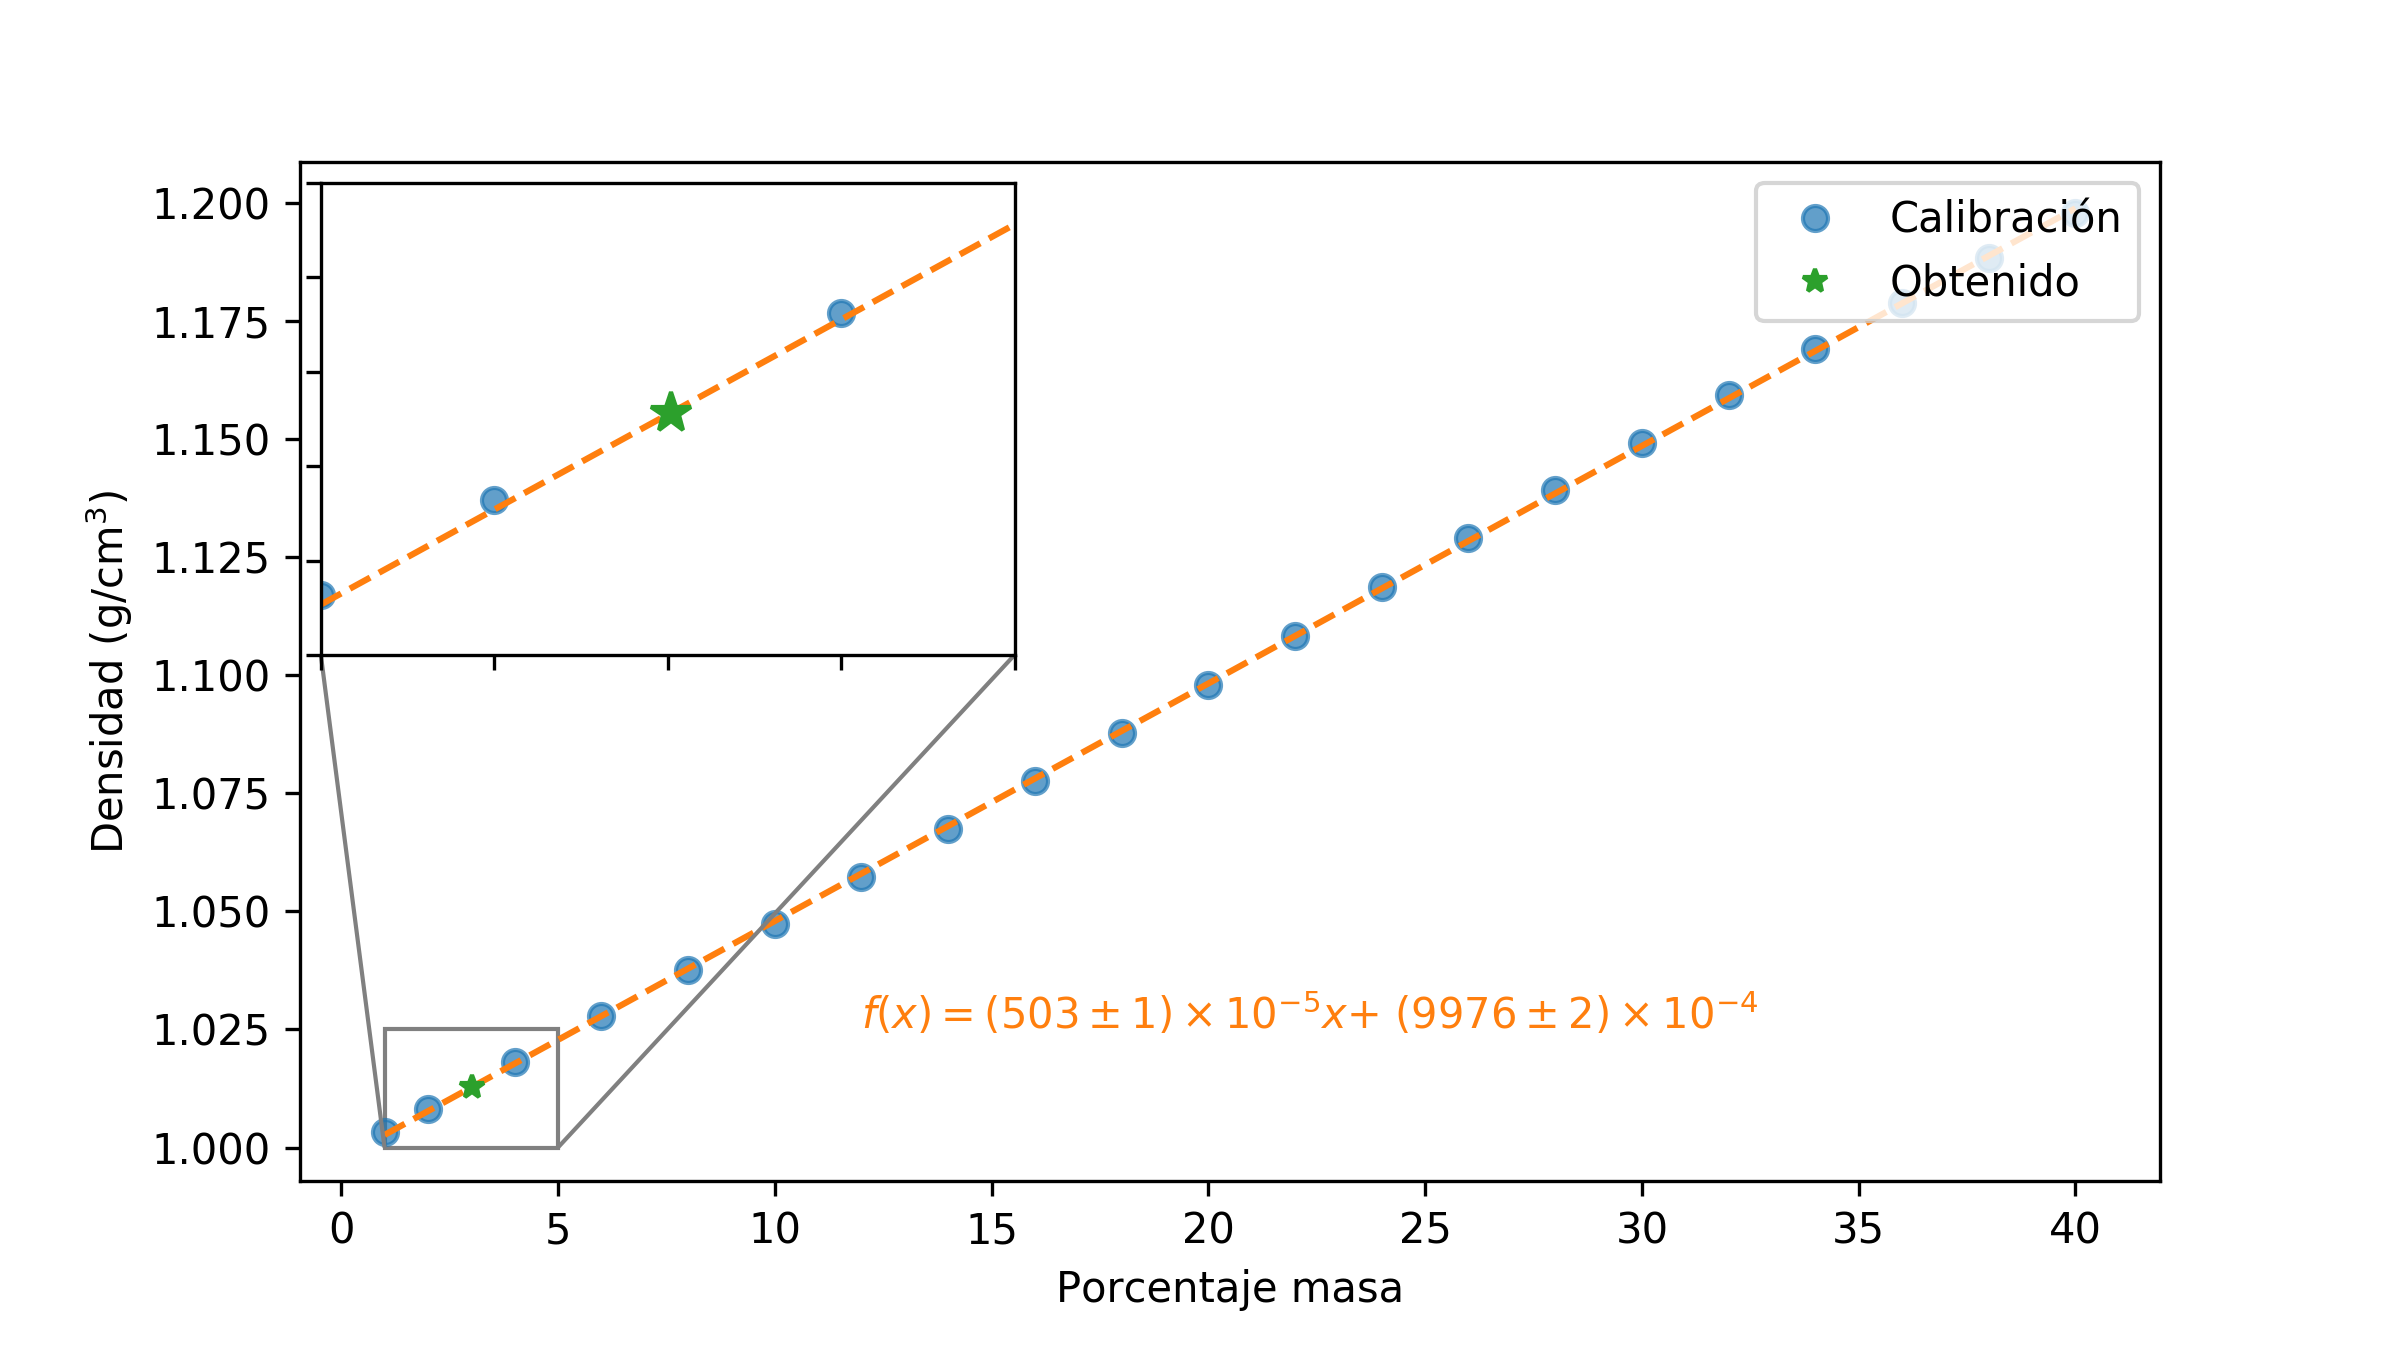 Calibración
Obtenido
1.200
1.175
1.150
1.125
1.100
1.075
1.050
1.025
1.000
Densidad (g/cm³)
f(x) = (503 ± 1) × 10⁻⁵x+ (9976 ± 2) × 10⁻⁴
0 5 10 15 20 25 30 35 40
Porcentaje masa